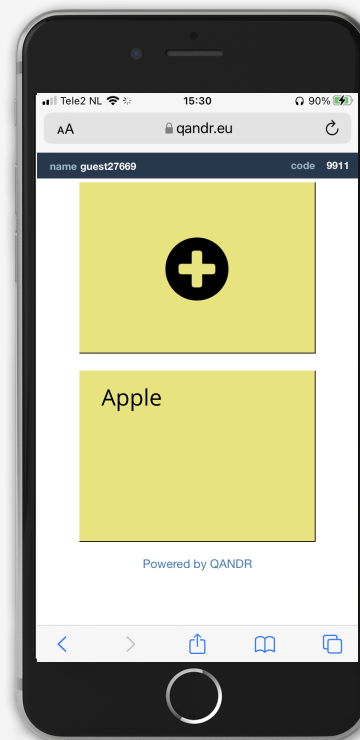 Tele2 NL 15:30 90%
AA qandr.eu
name guest27669 code 9911
Apple
Powered by QANDR